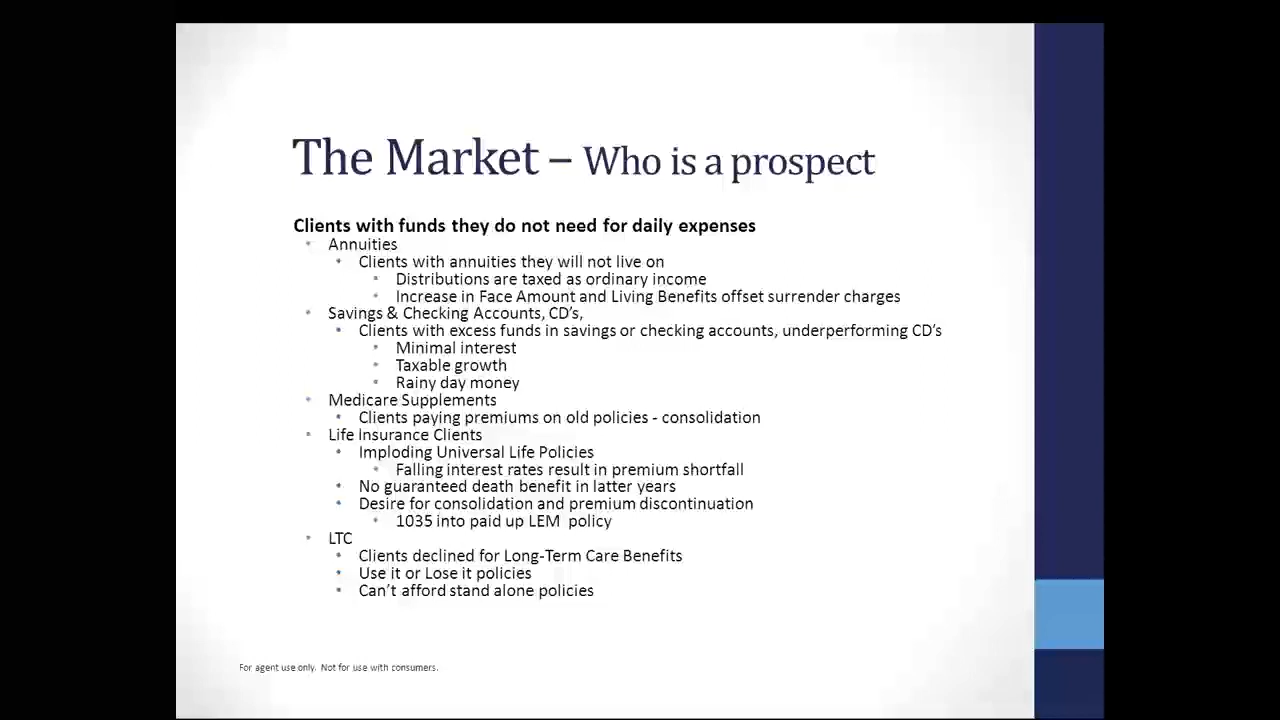 The Market – Who is a prospect
Clients with funds they do not need for daily expenses
Annuities
Clients with annuities they will not live on
Distributions are taxed as ordinary income
Increase in Face Amount and Living Benefits offset surrender charges
Savings & Checking Accounts, CD’s,
Clients with excess funds in savings or checking accounts, underperforming CD’s
Minimal interest
Taxable growth
Rainy day money
Medicare Supplements
Clients paying premiums on old policies - consolidation
Life Insurance Clients
Imploding Universal Life Policies
Falling interest rates result in premium shortfall
No guaranteed death benefit in latter years
Desire for consolidation and premium discontinuation
1035 into paid up LEM policy
LTC
Clients declined for Long-Term Care Benefits
Use it or Lose it policies
Can’t afford stand alone policies
For agent use only. Not for use with consumers.